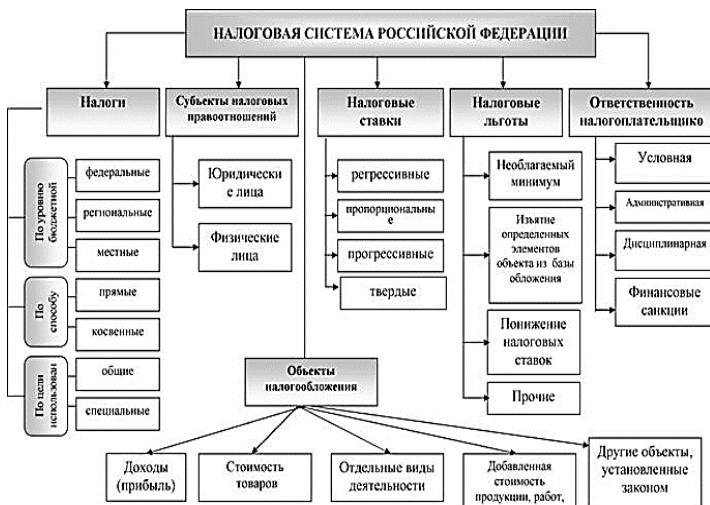 НАЛОГОВАЯ СИСТЕМА РОССИЙСКОЙ ФЕДЕРАЦИИ
Налоги
По уровню
бюджетной
федеральные
региональные
местные
По
способу
прямые
косвенные
По цели
использован
общие
специальные
Субъекты налоговых
правоотношений
Юридически
е лица
Физические
лица
Налоговые
ставки
регрессивные
пропорциональны
е
прогрессивные
твердые
Налоговые
льготы
Необлагаемый
минимум
Изъятие
определенных
элементов
объекта из базы
обложения
Понижение
налоговых
ставок
Прочие
Ответственность
налогоплательщико
Условная
Административная
Дисциплинарная
Финансовые
санкции
Объекты
налогообложения
Доходы
(прибыль)
Стоимость
товаров
Отдельные виды
деятельности
Добавленная
стоимость
продукции, работ,
Другие объекты,
установленные
законом